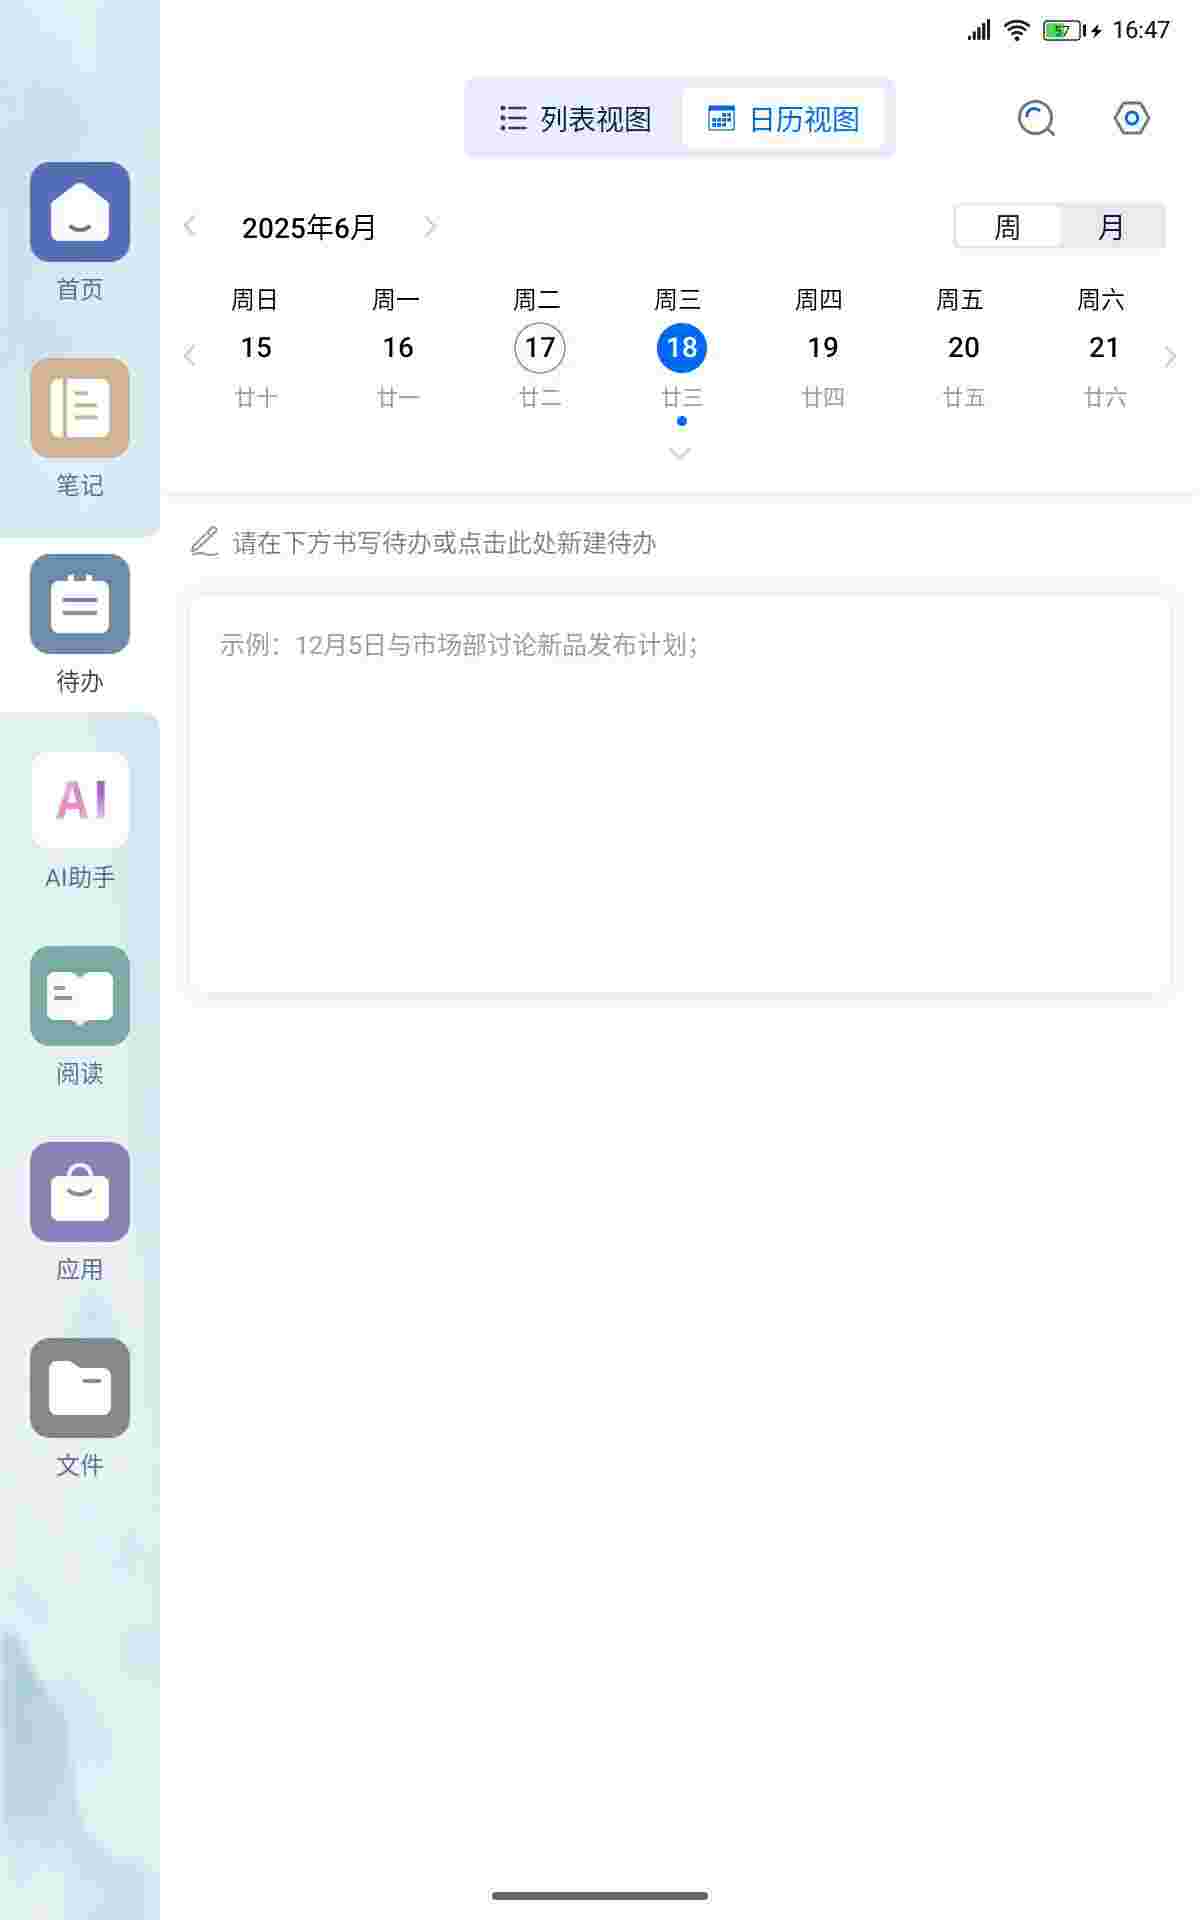 57 16:47
列表视图 日历视图
2025年6月 周 月
周日 周一 周二 周三 周四 周五 周六
15 16 17 18 19 20 21
廿十 廿一 廿二 廿三 廿四 廿五 廿六
请在下方书写待办或点击此处新建待办
示例：12月5日与市场部讨论新品发布计划；
首页
笔记
待办
AI
AI助手
阅读
应用
文件